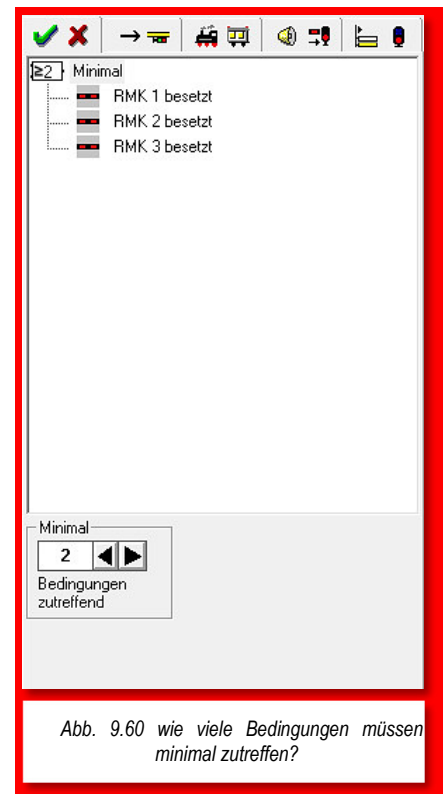 ≥2 Minimal
RMK 1 besetzt
RMK 2 besetzt
RMK 3 besetzt
Minimal
2
Bedingungen
zutreffend
Abb. 9.60 wie viele Bedingungen müssen
minimal zutreffen?